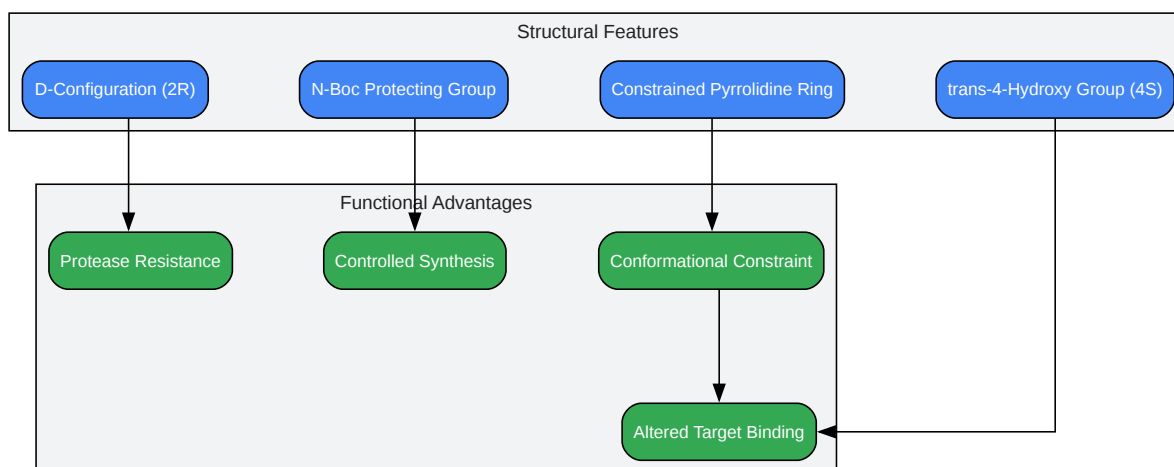 Structural Features
D-Configuration (2R)
N-Boc Protecting Group
Constrained Pyrrolidine Ring
trans-4-Hydroxy Group (4S)
Functional Advantages
Protease Resistance
Controlled Synthesis
Conformational Constraint
Altered Target Binding